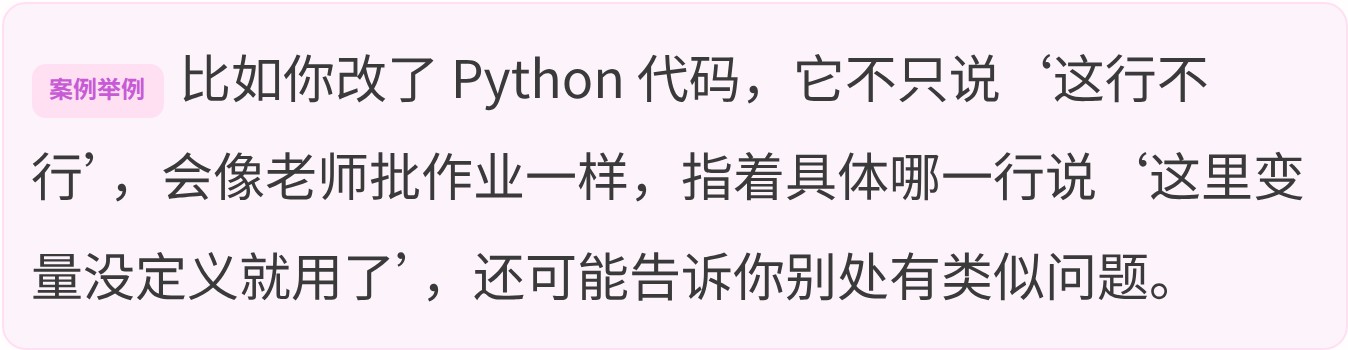 案例举例 比如你改了 Python 代码，它不只说‘这行不
行’，会像老师批作业一样，指着具体哪一行说‘这里变
量没定义就用了’，还可能告诉你别处有类似问题。